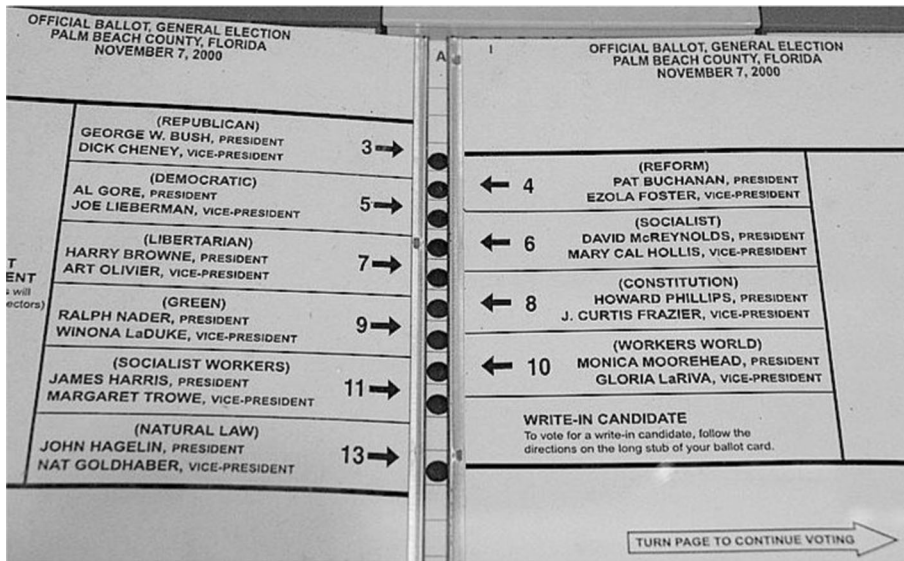 OFFICIAL BALLOT, GENERAL ELECTION
PALM BEACH COUNTY, FLORIDA
NOVEMBER 7, 2000
(REPUBLICAN)
GEORGE W. BUSH, PRESIDENT
DICK CHENEY, VICE-PRESIDENT
3
(DEMOCRATIC)
AL GORE, PRESIDENT
JOE LIEBERMAN, VICE-PRESIDENT
5
(LIBERTARIAN)
HARRY BROWNE, PRESIDENT
ART OLIVIER, VICE-PRESIDENT
7
(GREEN)
RALPH NADER, PRESIDENT
WINONA LaDUKE, VICE-PRESIDENT
9
(SOCIALIST WORKERS)
JAMES HARRIS, PRESIDENT
MARGARET TROWE, VICE-PRESIDENT
11
(NATURAL LAW)
JOHN HAGELIN, PRESIDENT
NAT GOLDHABER, VICE-PRESIDENT
13
T
ENT
s will
ectors)
A
OFFICIAL BALLOT, GENERAL ELECTION
PALM BEACH COUNTY, FLORIDA
NOVEMBER 7, 2000
(REFORM)
4 PAT BUCHANAN, PRESIDENT
EZOLA FOSTER, VICE-PRESIDENT
(SOCIALIST)
6 DAVID McREYNOLDS, PRESIDENT
MARY CAL HOLLIS, VICE-PRESIDENT
(CONSTITUTION)
8 HOWARD PHILLIPS, PRESIDENT
J. CURTIS FRAZIER, VICE-PRESIDENT
(WORKERS WORLD)
10 MONICA MOOREHEAD, PRESIDENT
GLORIA LaRIVA, VICE-PRESIDENT
WRITE-IN CANDIDATE
To vote for a write-in candidate, follow the
directions on the long stub of your ballot card.
TURN PAGE TO CONTINUE VOTING